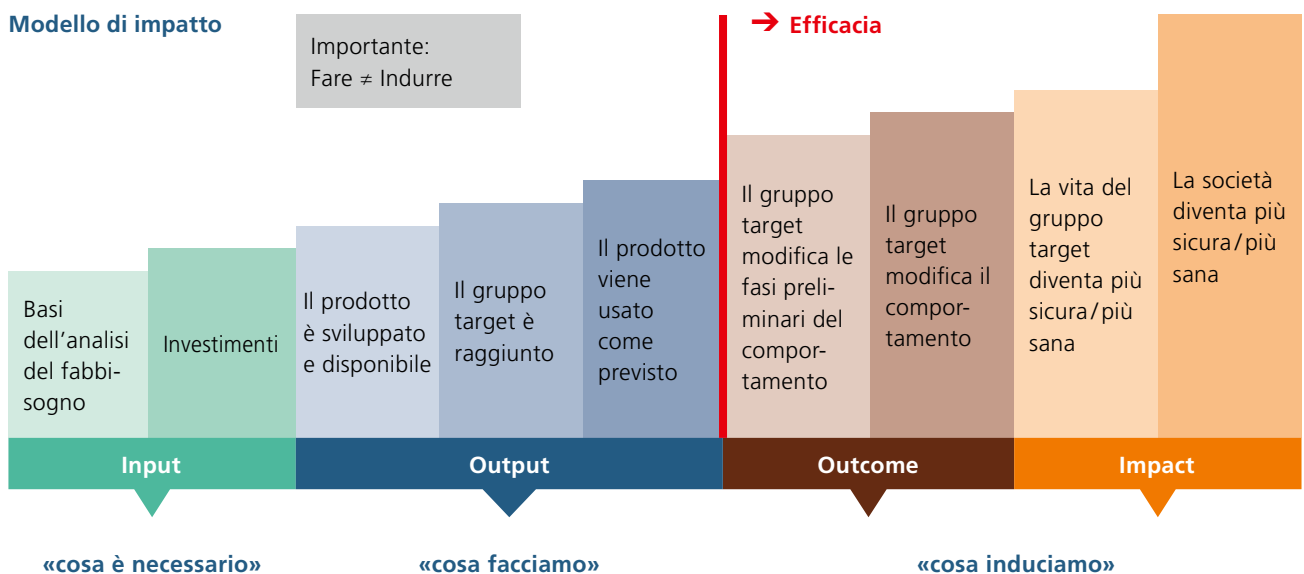 Modello di impatto
Importante:
Fare ≠ Indurre
➔ Efficacia
Basi
dell'analisi
del fabbi-
sogno
Investimenti
Il prodotto
è sviluppato
e disponibile
Il gruppo
target è
raggiunto
Il prodotto
viene
usato
come
previsto
Il gruppo
target
modifica le
fasi preli-
minari del
compor-
tamento
Il gruppo
target
modifica il
compor-
tamento
La vita del
gruppo
target
diventa più
sicura/più
sana
La società
diventa più
sicura/più
sana
Input
Output
Outcome
Impact
«cosa è necessario»
«cosa facciamo»
«cosa induciamo»